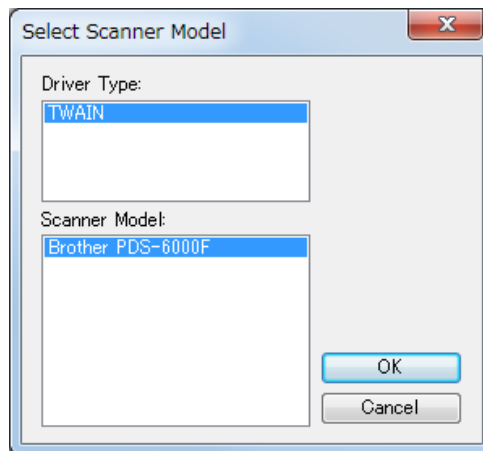 Select Scanner Model
Driver Type:
TWAIN
Scanner Model:
Brother PDS-6000F
OK
Cancel